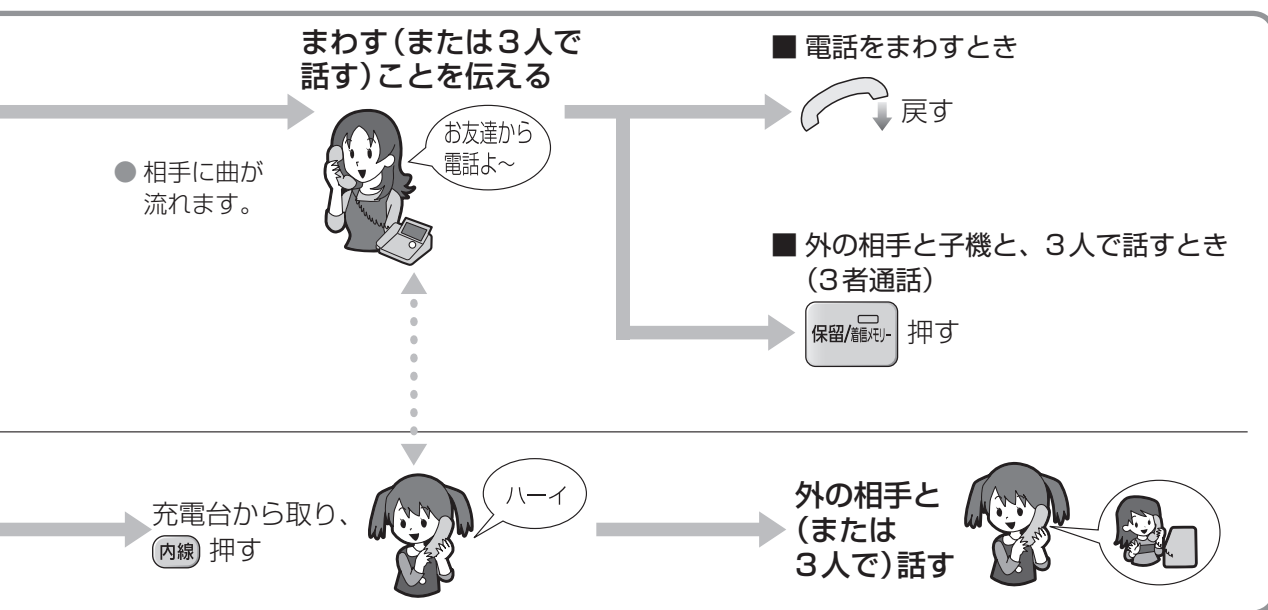 まわす(または3人で
話す)ことを伝える
お友達から
電話よ〜
● 相手に曲が
流れます。
■ 電話をまわすとき
戻す
■ 外の相手と子機と、3人で話すとき
(3者通話)
保留/着信メモリー 押す
充電台から取り、
内線 押す
ハーイ
外の相手と
(または
3人で)話す